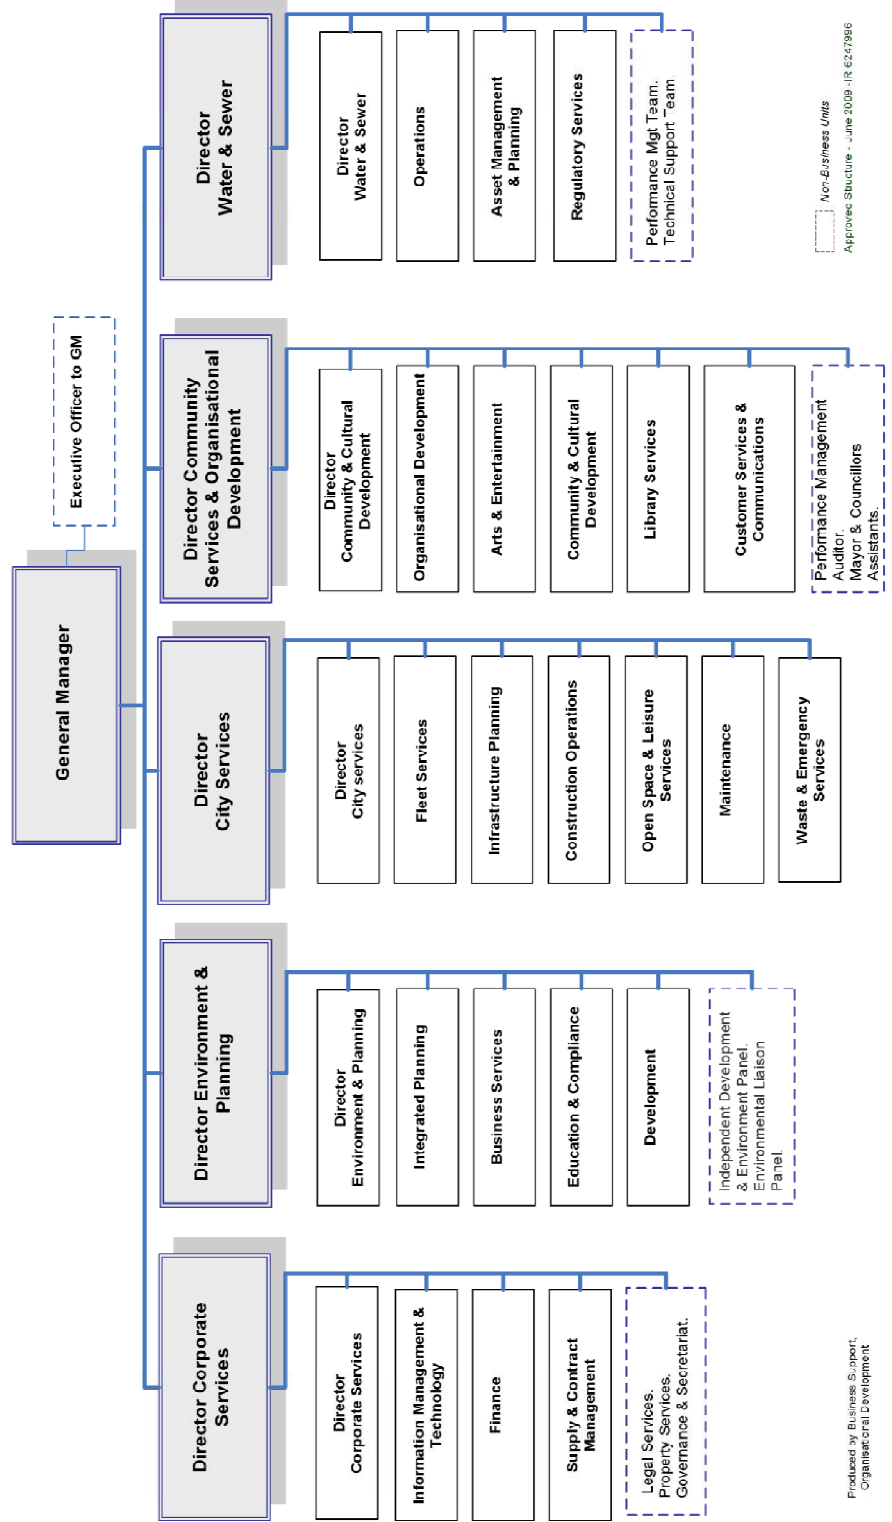 General Manager
Executive Officer to GM
Director Corporate
Services
Director
Corporate Services
Information Management &
Technology
Finance
Supply & Contract
Management
Legal Services.
Property Services.
Governance & Secretariat.
Director Environment &
Planning
Director
Environment & Planning
Integrated Planning
Business Services
Education & Compliance
Development
Independent Development
& Environment Panel.
Environmental Liaison
Panel.
Director
City Services
Director
City services
Fleet Services
Infrastructure Planning
Construction Operations
Open Space & Leisure
Services
Maintenance
Waste & Emergency
Services
Director Community
Services & Organisational
Development
Director
Community & Cultural
Development
Organisational Development
Arts & Entertainment
Community & Cultural
Development
Library Services
Customer Services &
Communications
Performance Management
Auditor.
Mayor & Councillors
Assistants.
Director
Water & Sewer
Director
Water & Sewer
Operations
Asset Management
& Planning
Regulatory Services
Performance Mgt Team.
Technical Support Team
Non-Business Units
Approved Structure - June 2009 -IR 6247996
Produced by Business Support,
Organisational Development